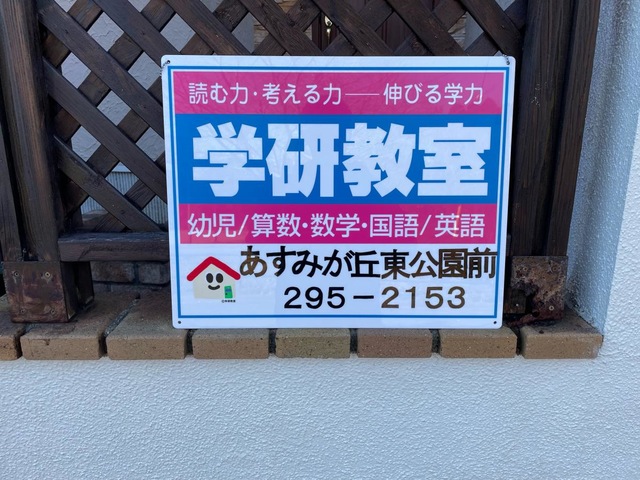 読む力・考える力──伸びる学力
学研教室
幼児/算数・数学・国語/英語
あすみが丘東公園前
295-2153